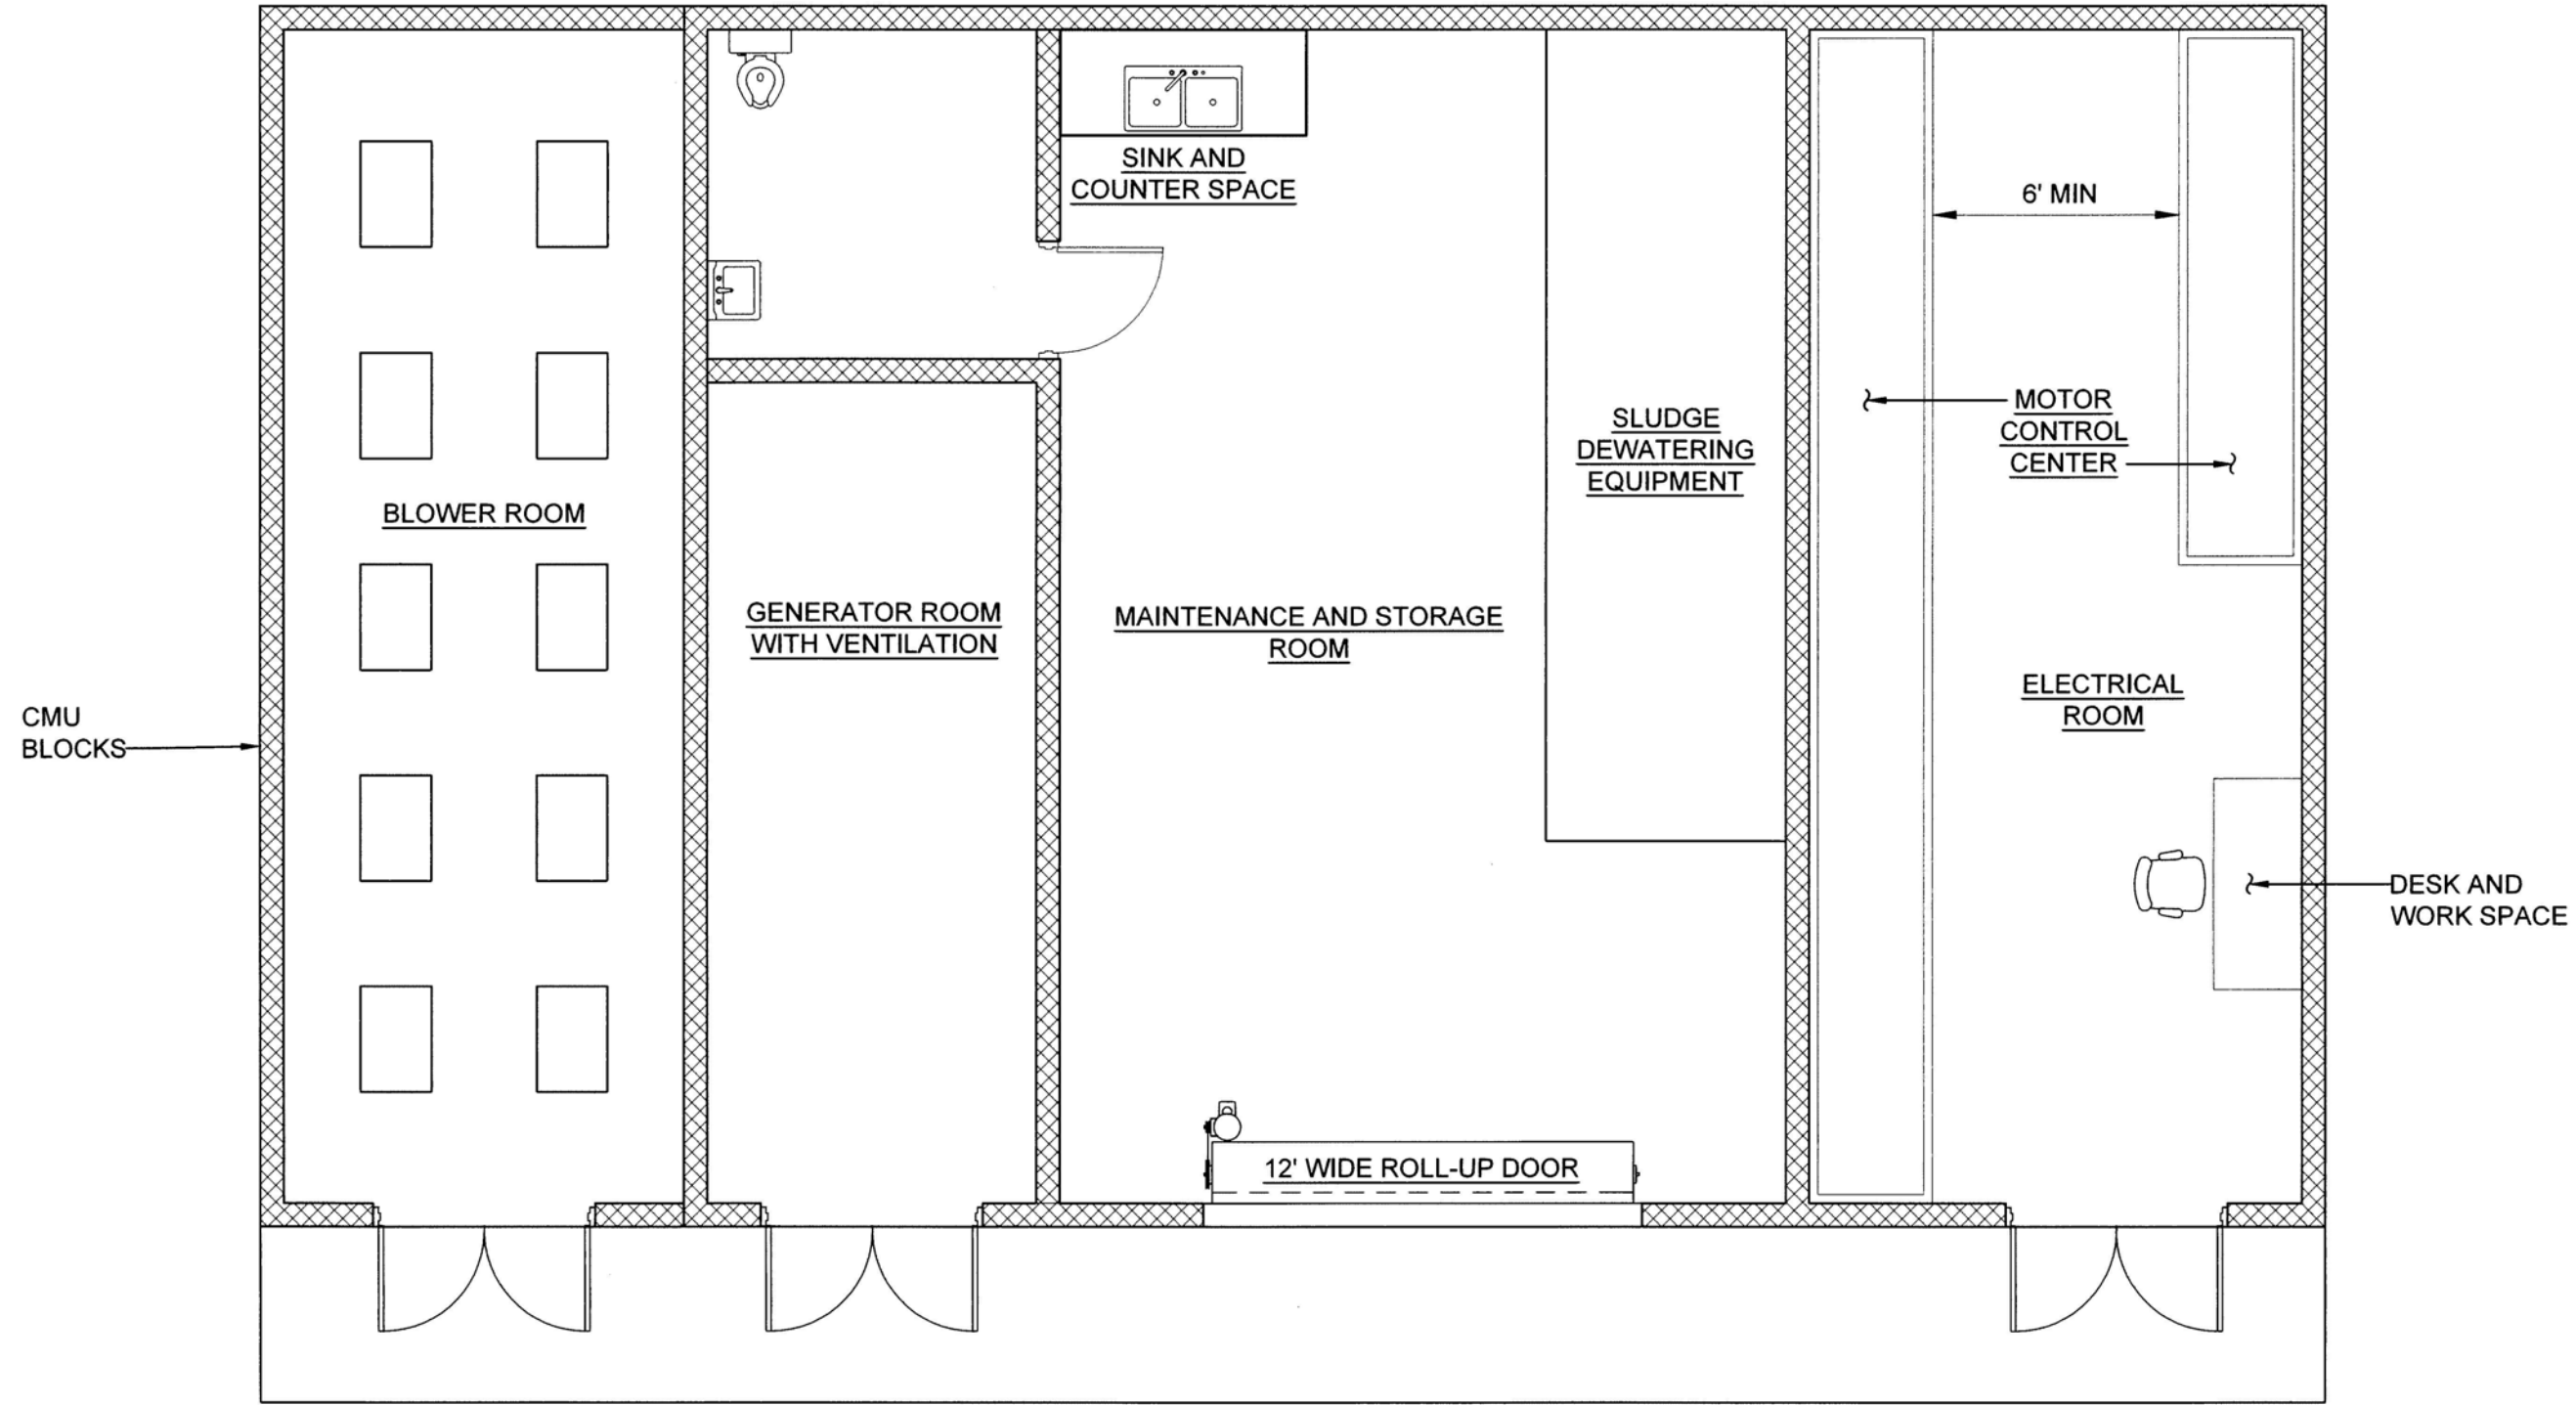 SINK AND
COUNTER SPACE
6' MIN
MOTOR
CONTROL
CENTER
SLUDGE
DEWATERING
EQUIPMENT
BLOWER ROOM
GENERATOR ROOM
WITH VENTILATION
MAINTENANCE AND STORAGE
ROOM
ELECTRICAL
ROOM
CMU
BLOCKS
DESK AND
WORK SPACE
12' WIDE ROLL-UP DOOR